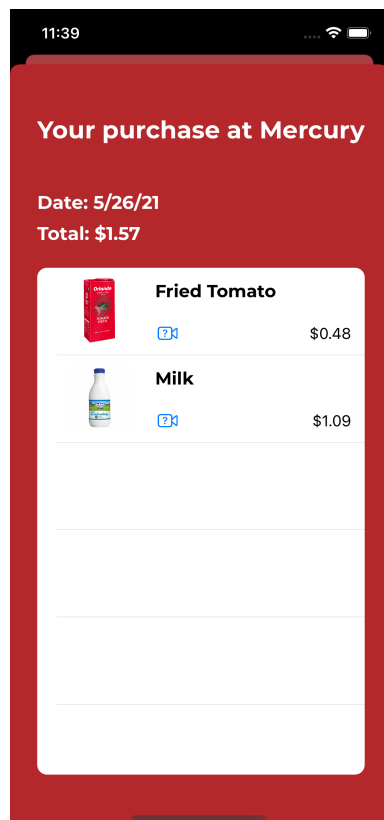 11:39
Your purchase at Mercury
Date: 5/26/21
Total: $1.57
Orlando
Fried Tomato
?
$0.48
Milk
?
$1.09